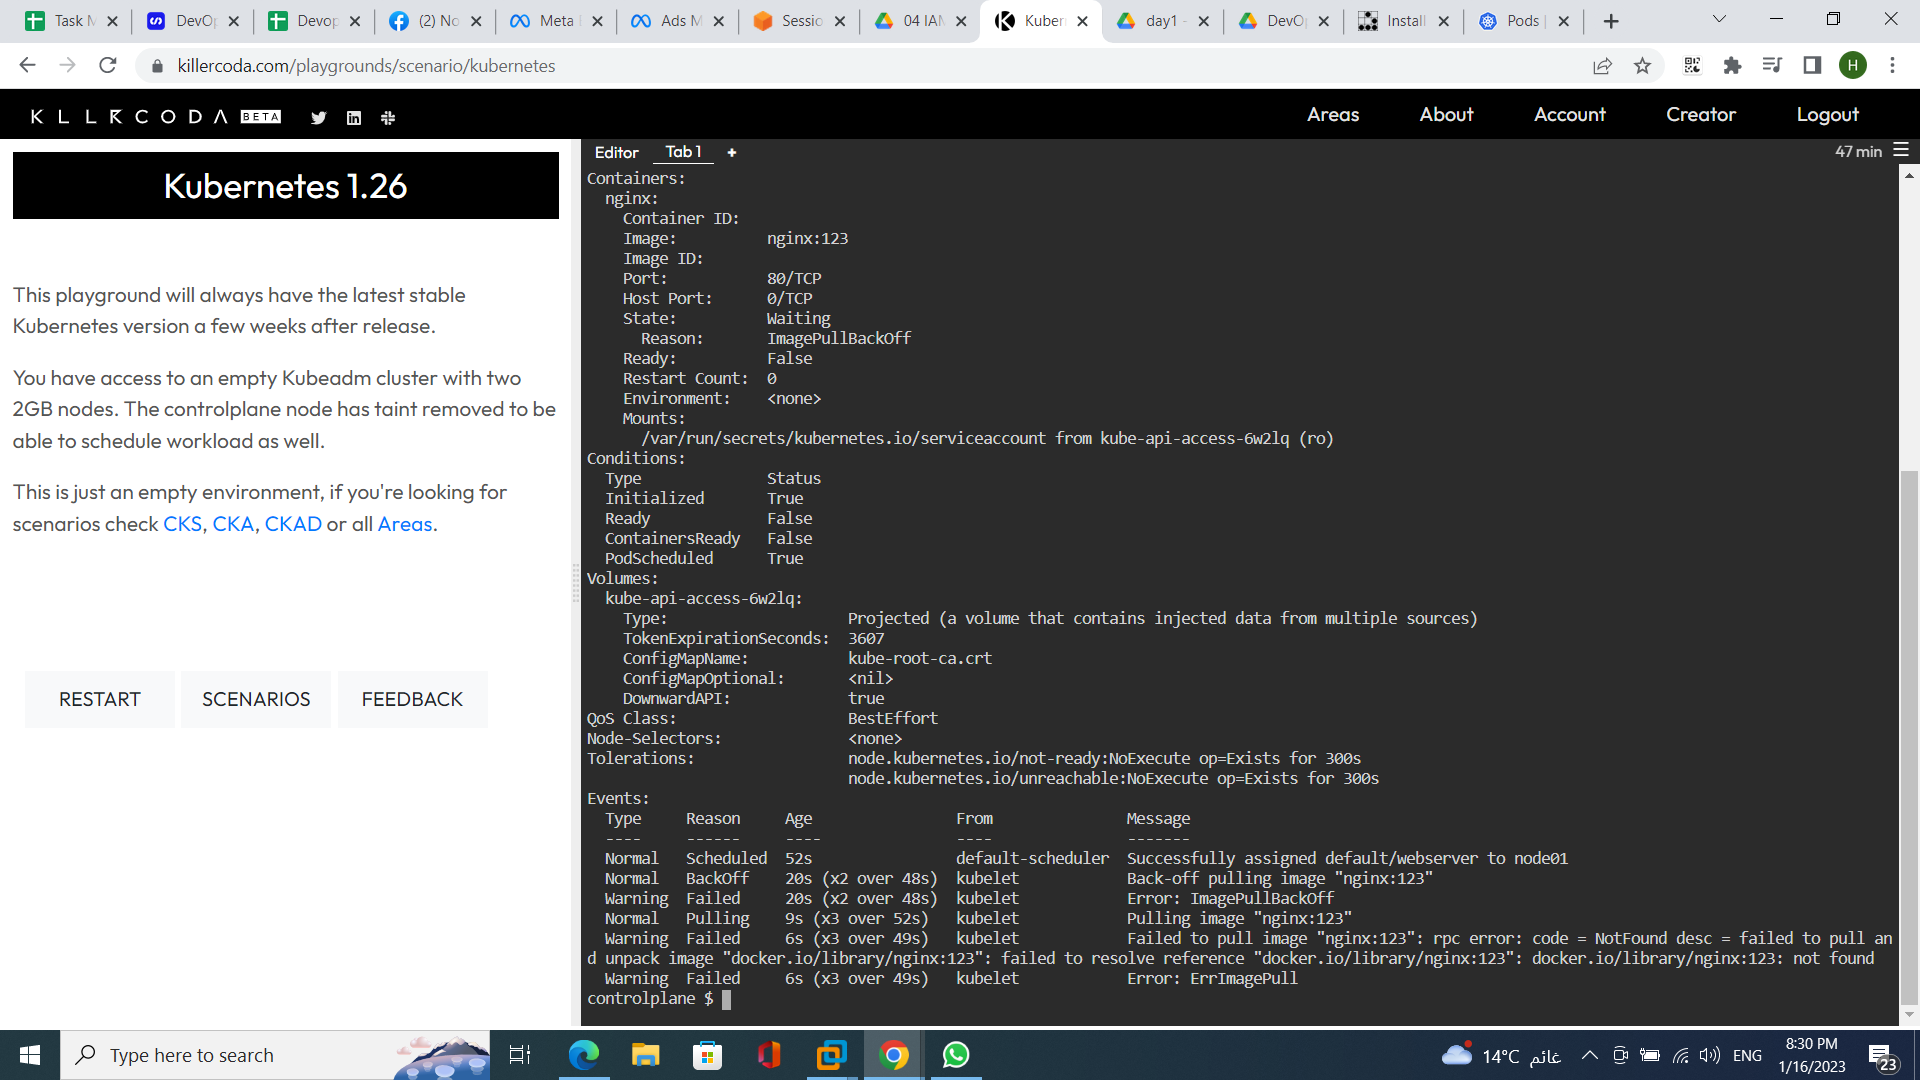 Task M
DevOp
Devop
(2) No
Meta
Ads M
Sessio
04 IAM
Kuber
day1 -
DevOp
Install
Pods |
killercoda.com/playgrounds/scenario/kubernetes
H
KLLRCODA BETA
Areas About Account Creator Logout
Kubernetes 1.26
This playground will always have the latest stable
Kubernetes version a few weeks after release.
You have access to an empty Kubeadm cluster with two
2GB nodes. The controlplane node has taint removed to be
able to schedule workload as well.
This is just an empty environment, if you're looking for
scenarios check CKS, CKA, CKAD or all Areas.
RESTART SCENARIOS FEEDBACK
Editor Tab 1 +
47 min
Containers:
nginx:
Container ID:
Image: nginx:123
Image ID:
Port: 80/TCP
Host Port: 0/TCP
State: Waiting
Reason: ImagePullBackOff
Ready: False
Restart Count: 0
Environment: <none>
Mounts:
/var/run/secrets/kubernetes.io/serviceaccount from kube-api-access-6w2lq (ro)
Conditions:
Type Status
Initialized True
Ready False
ContainersReady False
PodScheduled True
Volumes:
kube-api-access-6w2lq:
Type: Projected (a volume that contains injected data from multiple sources)
TokenExpirationSeconds: 3607
ConfigMapName: kube-root-ca.crt
ConfigMapOptional: <nil>
DownwardAPI: true
QoS Class: BestEffort
Node-Selectors: <none>
Tolerations: node.kubernetes.io/not-ready:NoExecute op=Exists for 300s
node.kubernetes.io/unreachable:NoExecute op=Exists for 300s
Events:
Type Reason Age From Message
---- ------ ---- ---- -------
Normal Scheduled 52s default-scheduler Successfully assigned default/webserver to node01
Normal BackOff 20s (x2 over 48s) kubelet Back-off pulling image "nginx:123"
Warning Failed 20s (x2 over 48s) kubelet Error: ImagePullBackOff
Normal Pulling 9s (x3 over 52s) kubelet Pulling image "nginx:123"
Warning Failed 6s (x3 over 49s) kubelet Failed to pull image "nginx:123": rpc error: code = NotFound desc = failed to pull an
d unpack image "docker.io/library/nginx:123": failed to resolve reference "docker.io/library/nginx:123": docker.io/library/nginx:123: not found
Warning Failed 6s (x3 over 49s) kubelet Error: ErrImagePull
controlplane $
Type here to search
14°C غائم
ENG
8:30 PM
1/16/2023
23